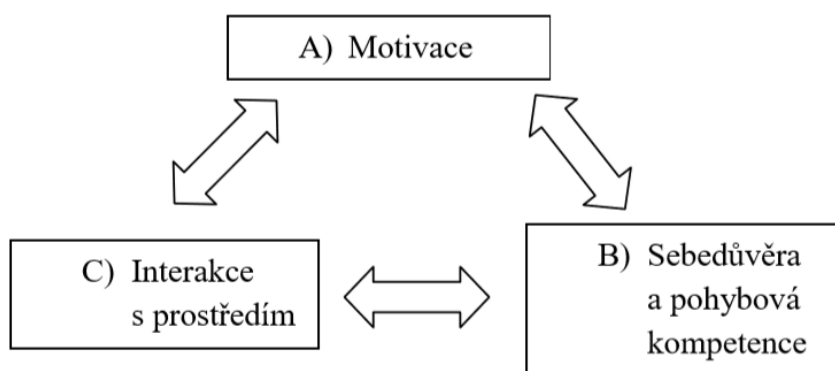 A) Motivace
C) Interakce
s prostředím
B) Sebedůvěra
a pohybová
kompetence